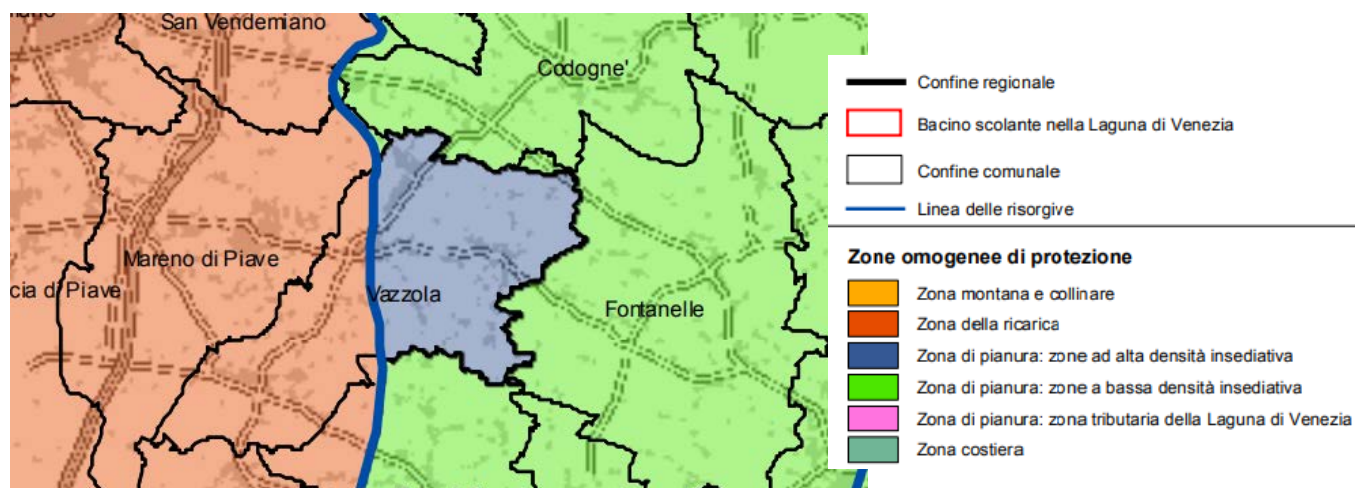 San Vendemiano
Codogne'
Mareno di Piave
cia di Piave
Vazzola
Fontanelle
Confine regionale
Bacino scolante nella Laguna di Venezia
Confine comunale
Linea delle risorgive
Zone omogenee di protezione
Zona montana e collinare
Zona della ricarica
Zona di pianura: zone ad alta densità insediativa
Zona di pianura: zone a bassa densità insediativa
Zona di pianura: zona tributaria della Laguna di Venezia
Zona costiera